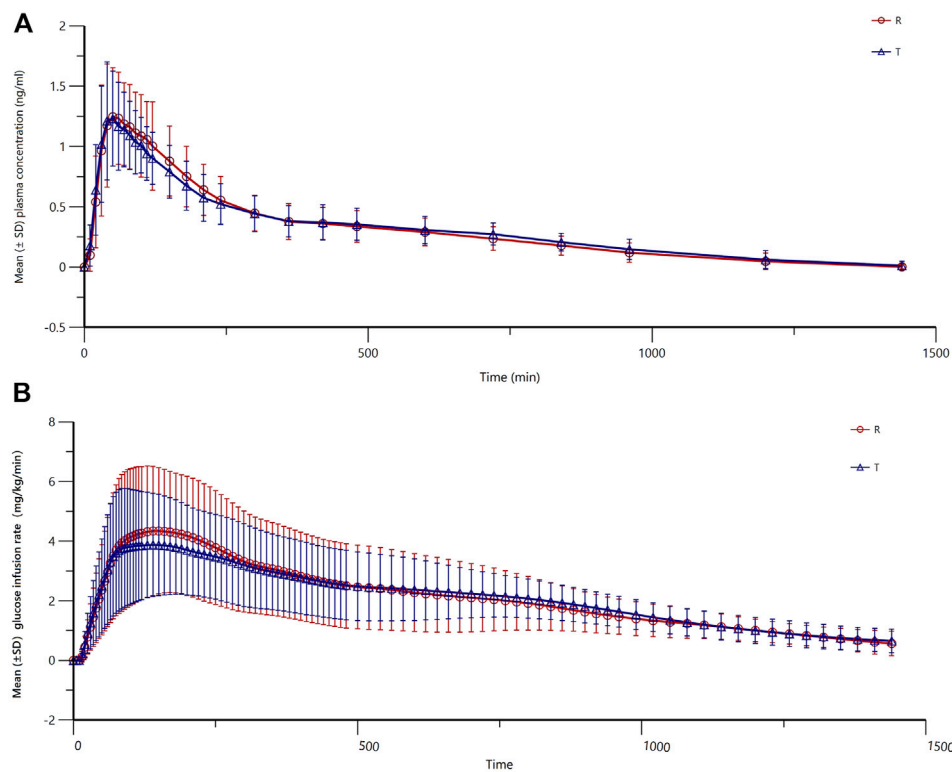 A
2
1.5
1
0.5
0
-0.5
Mean (± SD) plasma concentration (ng/ml)
0
500
1000
1500
Time (min)
R
T
B
8
6
4
2
0
-2
Mean (±SD) glucose infusion rate (mg/kg/min)
0
500
1000
1500
Time
R
T